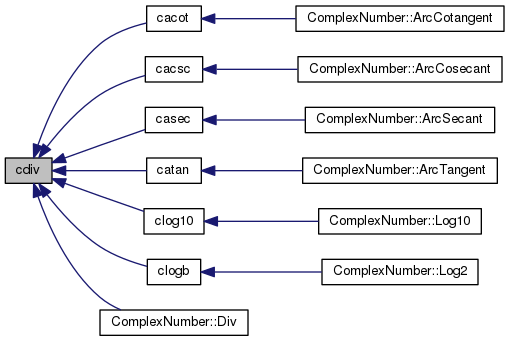 cacot
ComplexNumber::ArcCotangent
cacsc
ComplexNumber::ArcCosecant
casec
ComplexNumber::ArcSecant
cdiv
catan
ComplexNumber::ArcTangent
clog10
ComplexNumber::Log10
clogb
ComplexNumber::Log2
ComplexNumber::Div